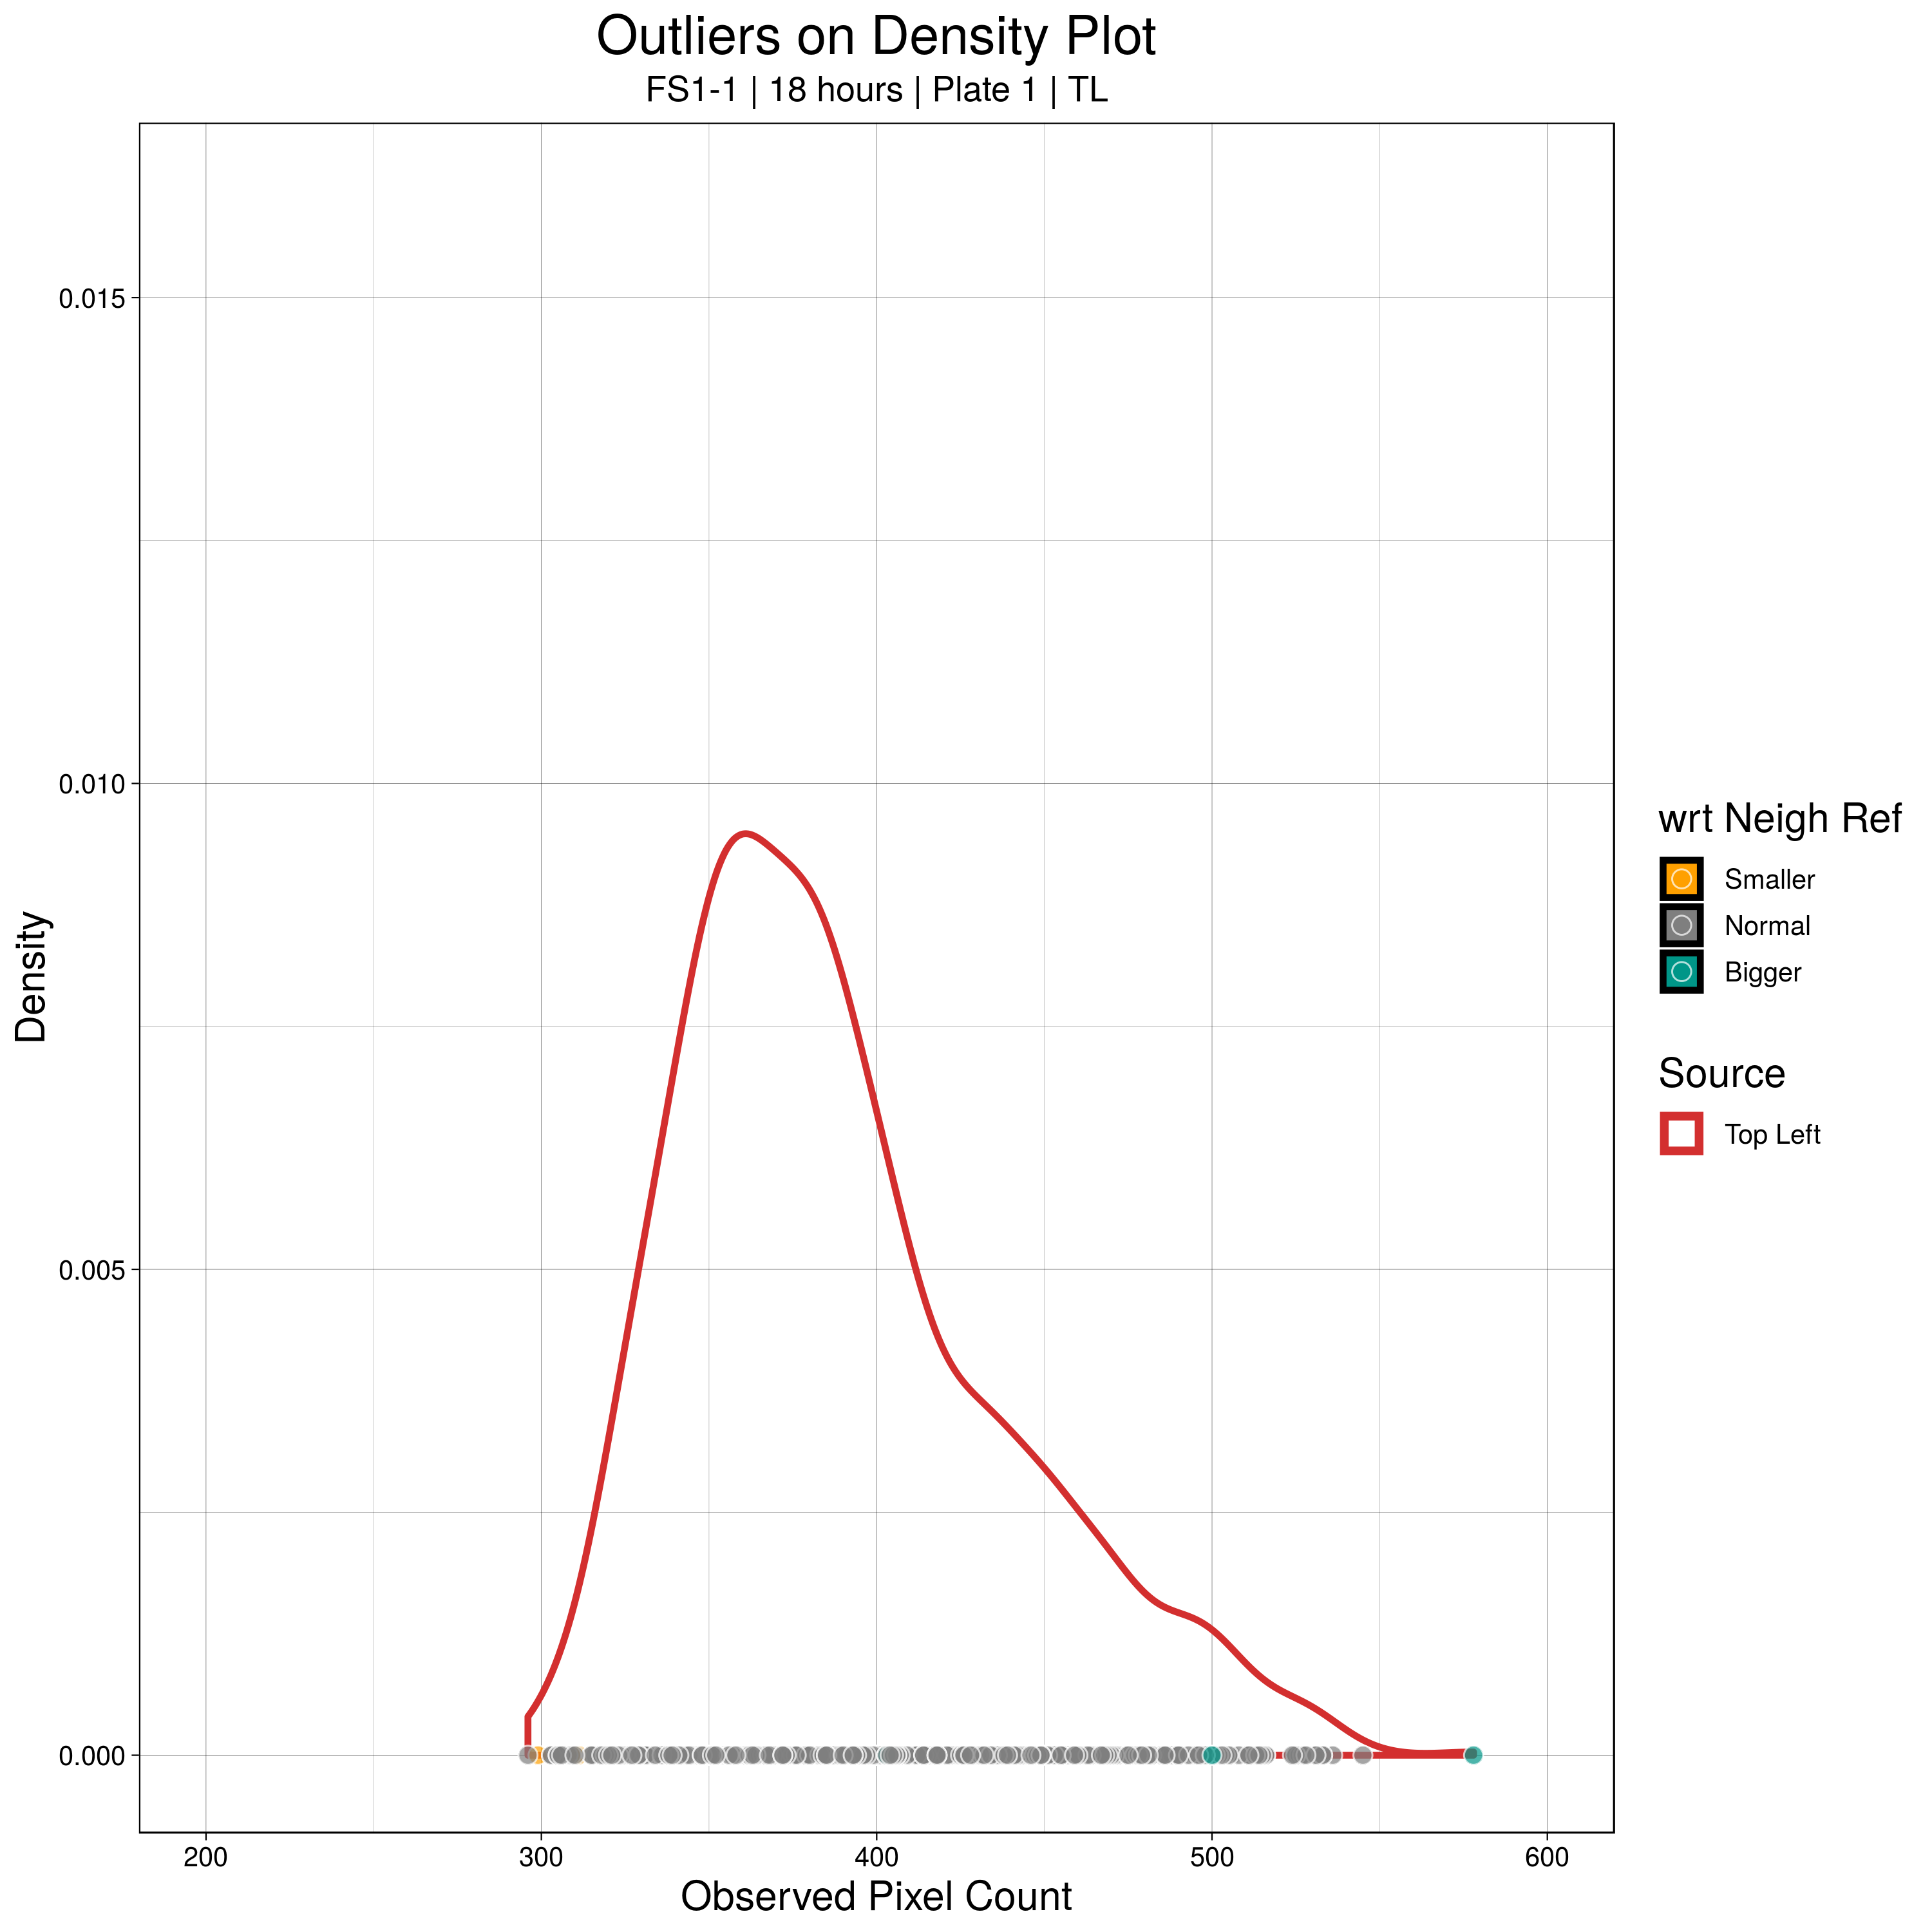 Outliers on Density Plot
FS1-1 | 18 hours | Plate 1 | TL
0.015
0.010
0.005
0.000
Density
200 300 400 500 600
Observed Pixel Count
wrt Neigh Ref
Smaller
Normal
Bigger
Source
Top Left